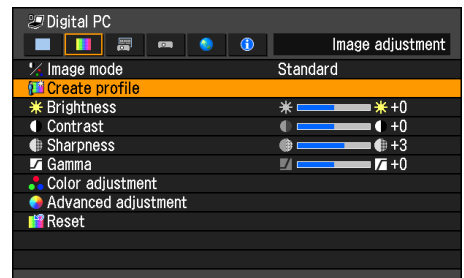 Digital PC
Image adjustment
Image mode Standard
Create profile
Brightness +0
Contrast +0
Sharpness +3
Gamma +0
Color adjustment
Advanced adjustment
Reset